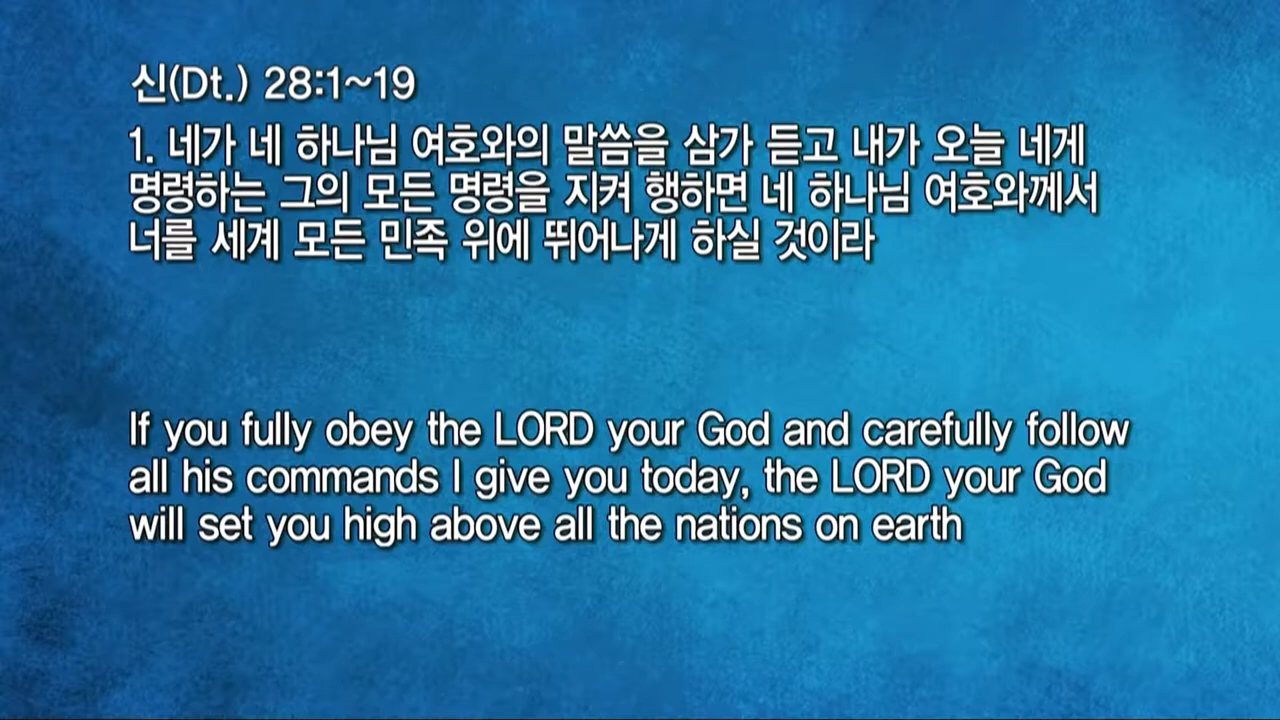 신(Dt.) 28:1~19
1. 네가 네 하나님 여호와의 말씀을 삼가 듣고 내가 오늘 네게
명령하는 그의 모든 명령을 지켜 행하면 네 하나님 여호와께서
너를 세계 모든 민족 위에 뛰어나게 하실 것이라
If you fully obey the LORD your God and carefully follow
all his commands I give you today, the LORD your God
will set you high above all the nations on earth